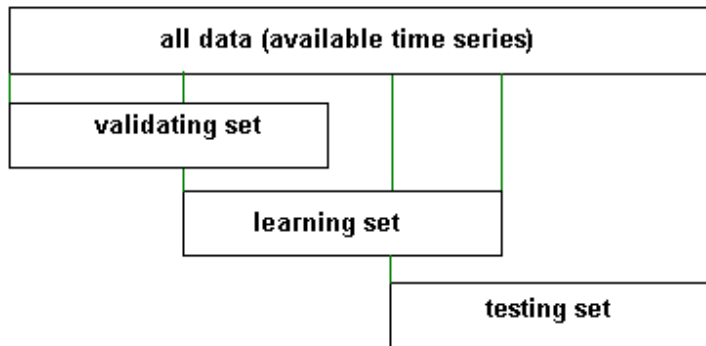 all data (available time series)
validating set
learning set
testing set